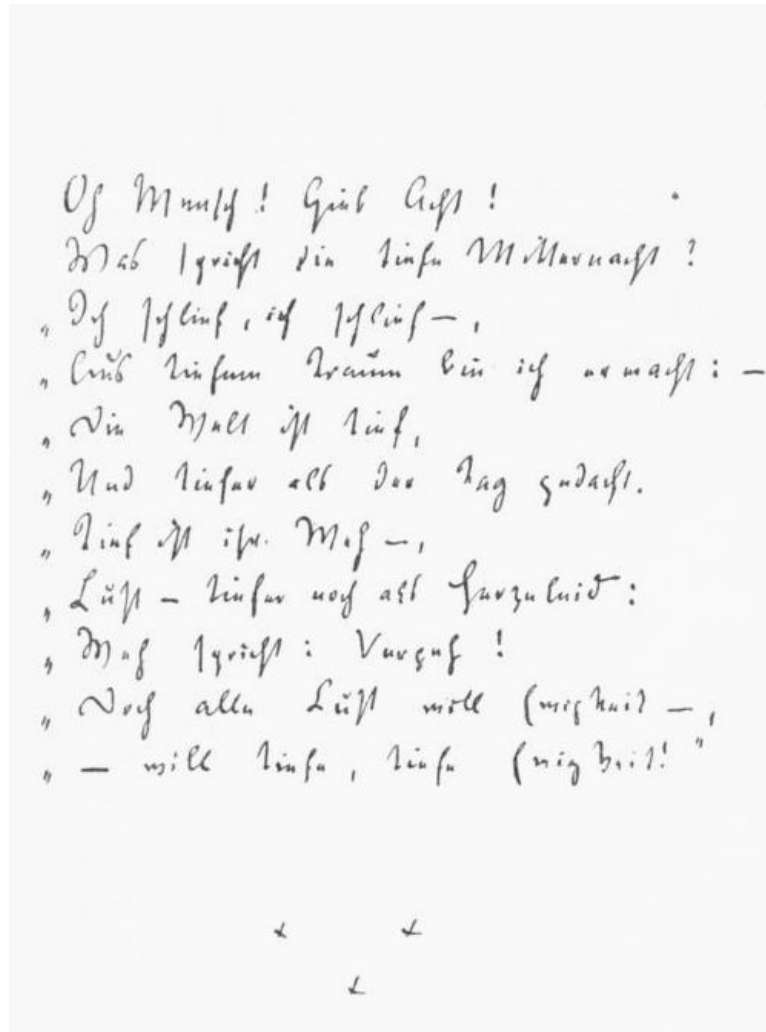 Oh Mensch! Gieb Acht!
Was spricht die tiefe Mitternacht?
„Ich schlief, ich schlief —,
„Aus tiefem Traum bin ich erwacht: —
„Die Welt ist tief,
„Und tiefer als der Tag gedacht.
„Tief ist ihr Weh —,
„Lust — tiefer noch als Herzeleid:
„Weh spricht: Vergeh!
„Doch alle Lust will Ewigkeit —,
„— will tiefe, tiefe Ewigkeit!"